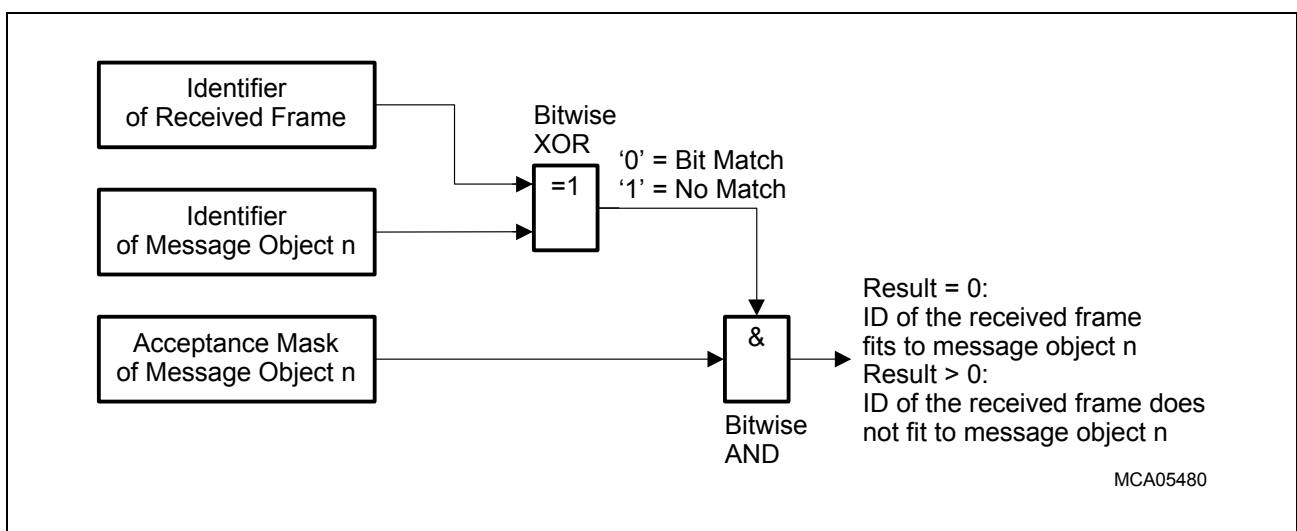 Identifier
of Received Frame
Bitwise
XOR
‘0’ = Bit Match
‘1’ = No Match
=1
Identifier
of Message Object n
Acceptance Mask
of Message Object n
&
Bitwise
AND
Result = 0:
ID of the received frame
fits to message object n
Result > 0:
ID of the received frame does
not fit to message object n
MCA05480